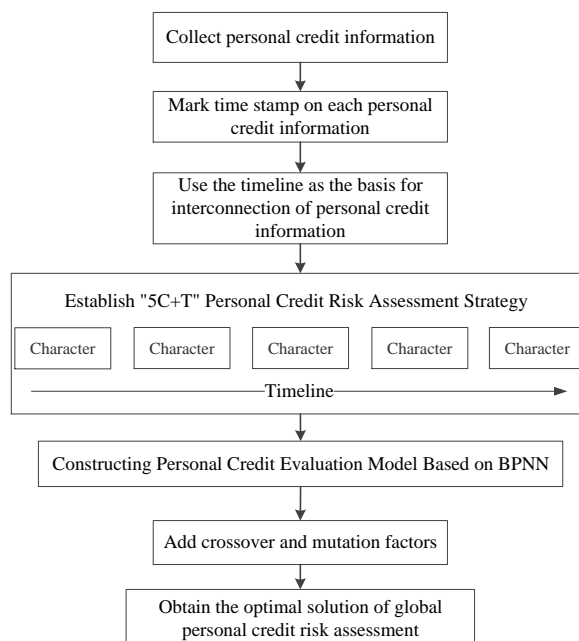 Collect personal credit information
Mark time stamp on each personal
credit information
Use the timeline as the basis for
interconnection of personal credit
information
Establish "5C+T" Personal Credit Risk Assessment Strategy
Character Character Character Character Character
Timeline
Constructing Personal Credit Evaluation Model Based on BPNN
Add crossover and mutation factors
Obtain the optimal solution of global
personal credit risk assessment